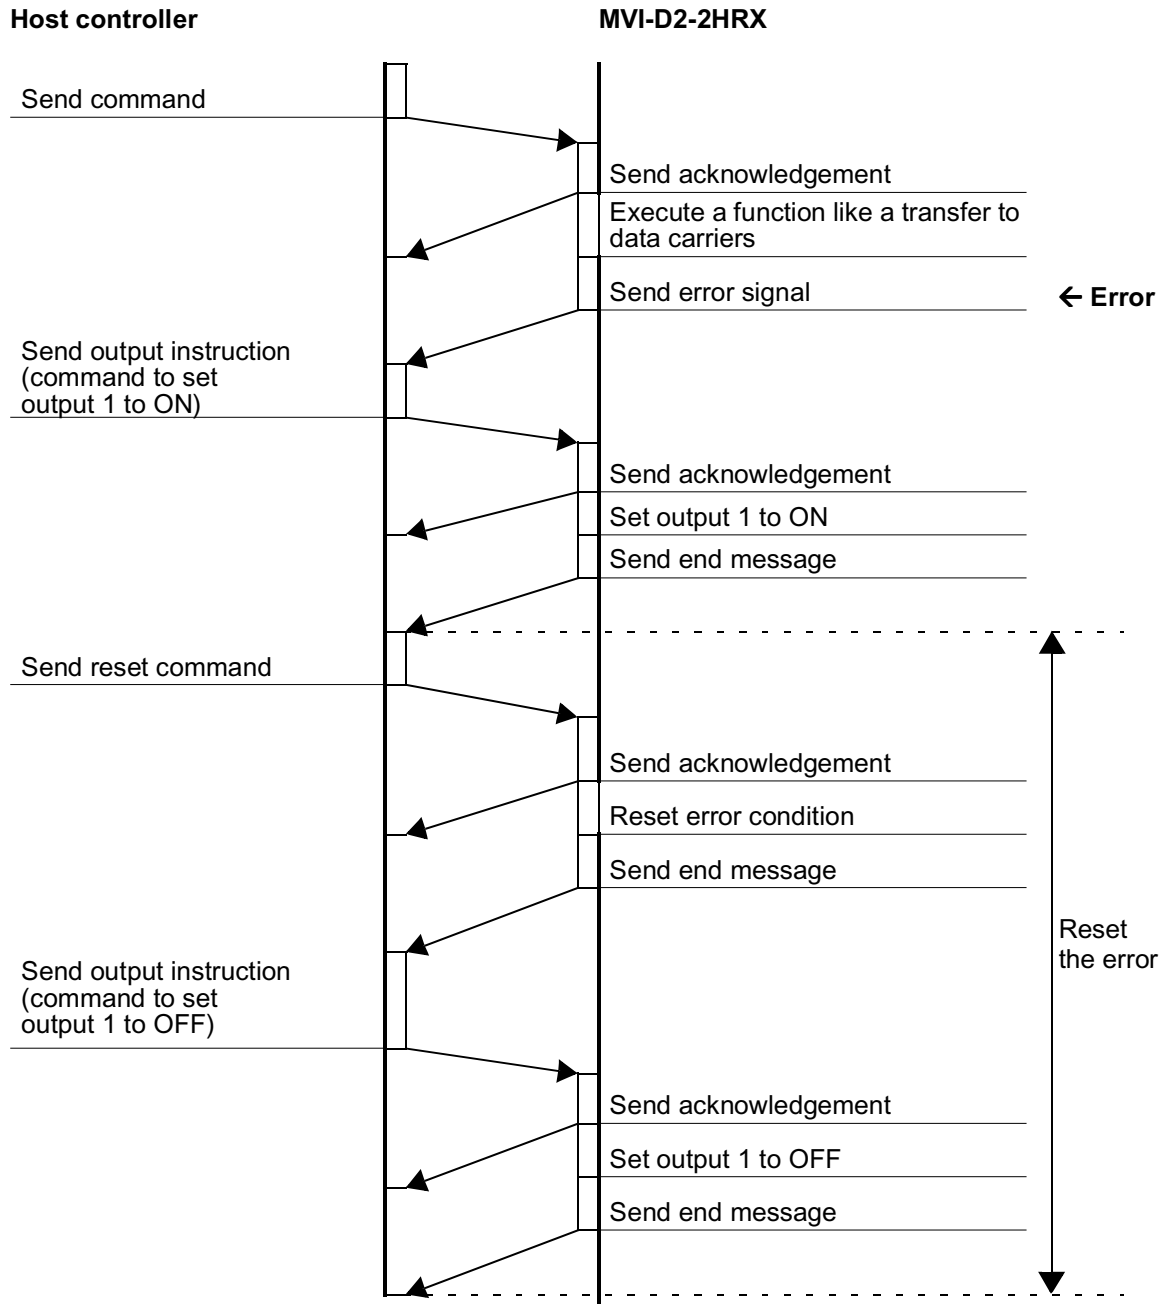 Host controller
MVI-D2-2HRX
Send command
Send acknowledgement
Execute a function like a transfer to
data carriers
Send error signal
← Error
Send output instruction
(command to set
output 1 to ON)
Send acknowledgement
Set output 1 to ON
Send end message
Send reset command
Send acknowledgement
Reset error condition
Send end message
Reset
the error
Send output instruction
(command to set
output 1 to OFF)
Send acknowledgement
Set output 1 to OFF
Send end message